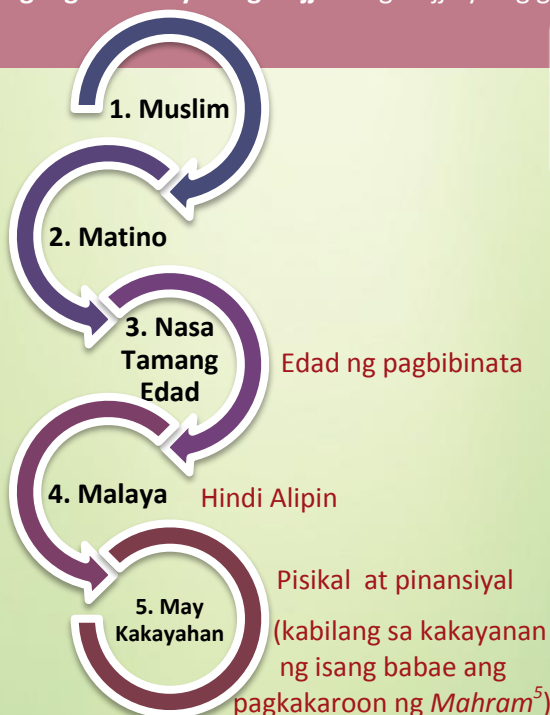 1. Muslim
2. Matino
3. Nasa
Tamang
Edad
Edad ng pagbibinata
4. Malaya
Hindi Alipin
5. May
Kakayahan
Pisikal at pinansiyal
(kabilang sa kakayanan
ng isang babae ang
pagkakaroon ng Mahram⁵)